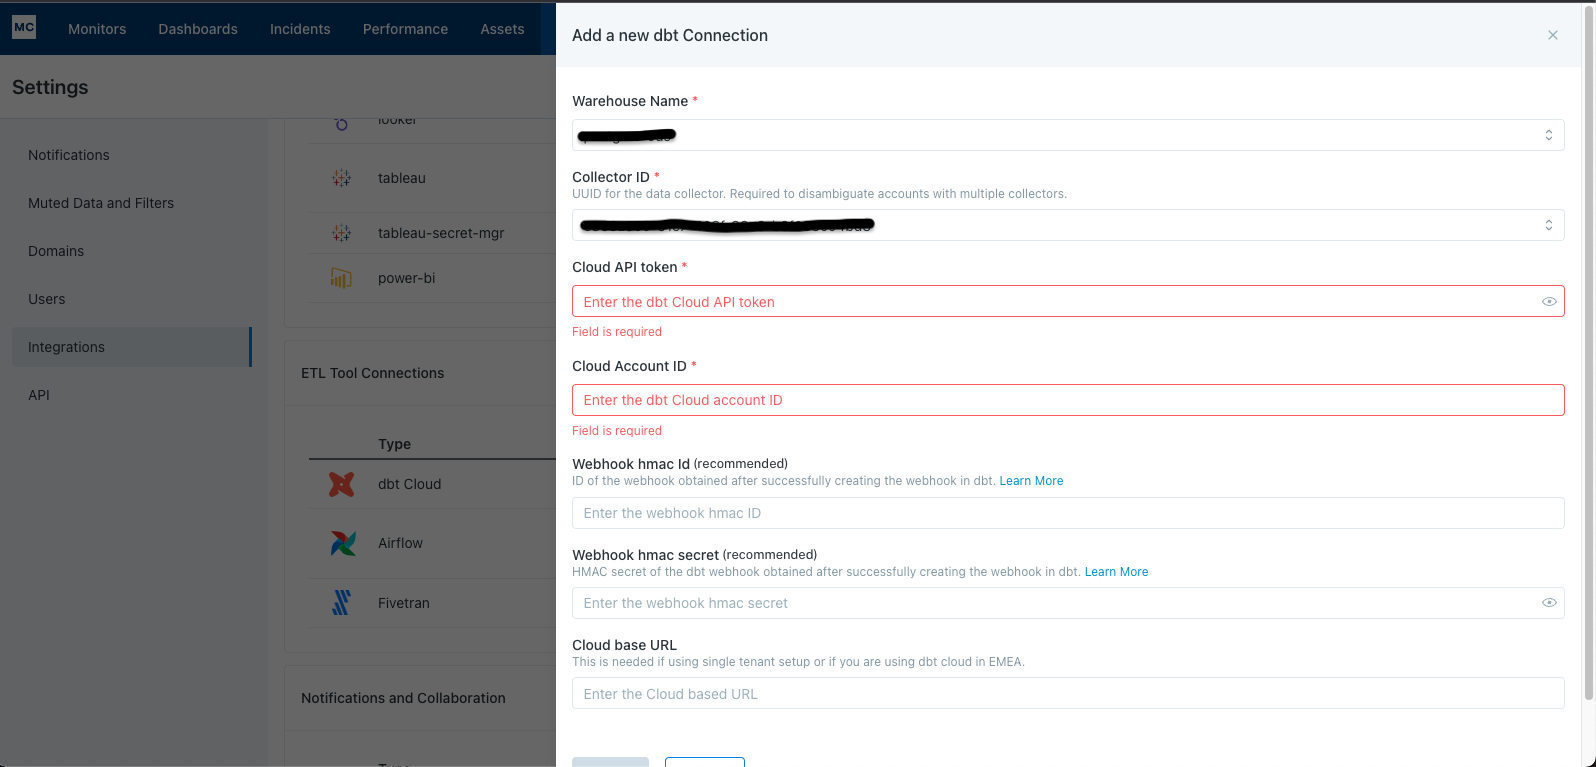 MC
Monitors
Dashboards
Incidents
Performance
Assets
Settings
Notifications
Muted Data and Filters
Domains
Users
Integrations
API
looker
tableau
tableau-secret-mgr
power-bi
ETL Tool Connections
Type
dbt Cloud
Airflow
Fivetran
Notifications and Collaboration
Type
Add a new dbt Connection
Warehouse Name *
Collector ID *
UUID for the data collector. Required to disambiguate accounts with multiple collectors.
Cloud API token *
Enter the dbt Cloud API token
Field is required
Cloud Account ID *
Enter the dbt Cloud account ID
Field is required
Webhook hmac Id (recommended)
ID of the webhook obtained after successfully creating the webhook in dbt. Learn More
Enter the webhook hmac ID
Webhook hmac secret (recommended)
HMAC secret of the dbt webhook obtained after successfully creating the webhook in dbt. Learn More
Enter the webhook hmac secret
Cloud base URL
This is needed if using single tenant setup or if you are using dbt cloud in EMEA.
Enter the Cloud based URL